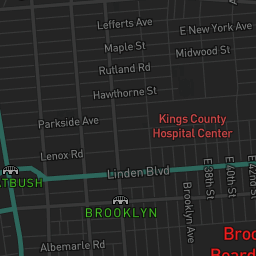 Lefferts Ave
E New York Ave
Maple St
Midwood St
Rutland Rd
Hawthorne St
Parkside Ave
Kings County
Hospital Center
Lenox Rd
Linden Blvd
ATBUSH
BROOKLYN
E 38th St
E 40th St
E 42nd S
Brooklyn Ave
Albemarle Rd
Broo
Board